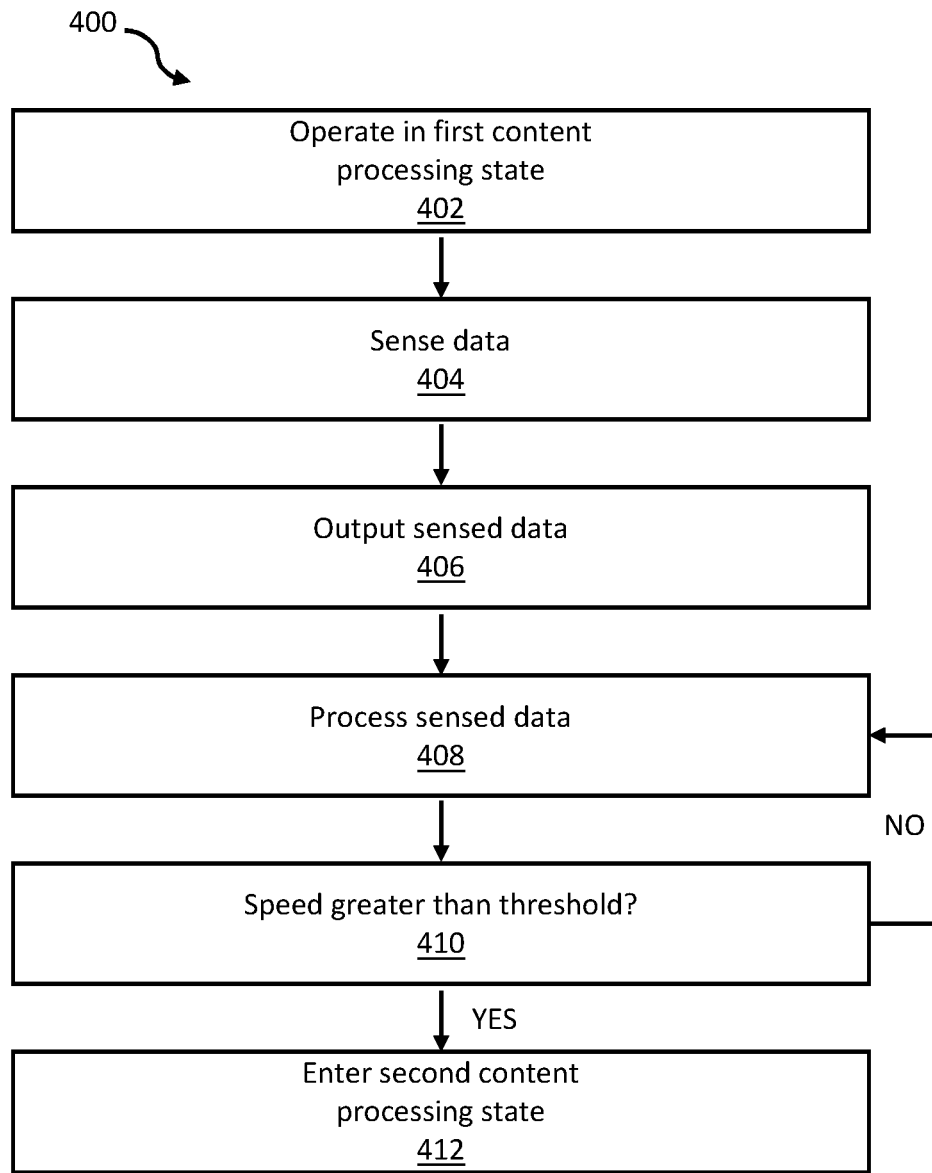 400
Operate in first content
processing state
402
Sense data
404
Output sensed data
406
Process sensed data
408
NO
Speed greater than threshold?
410
YES
Enter second content
processing state
412